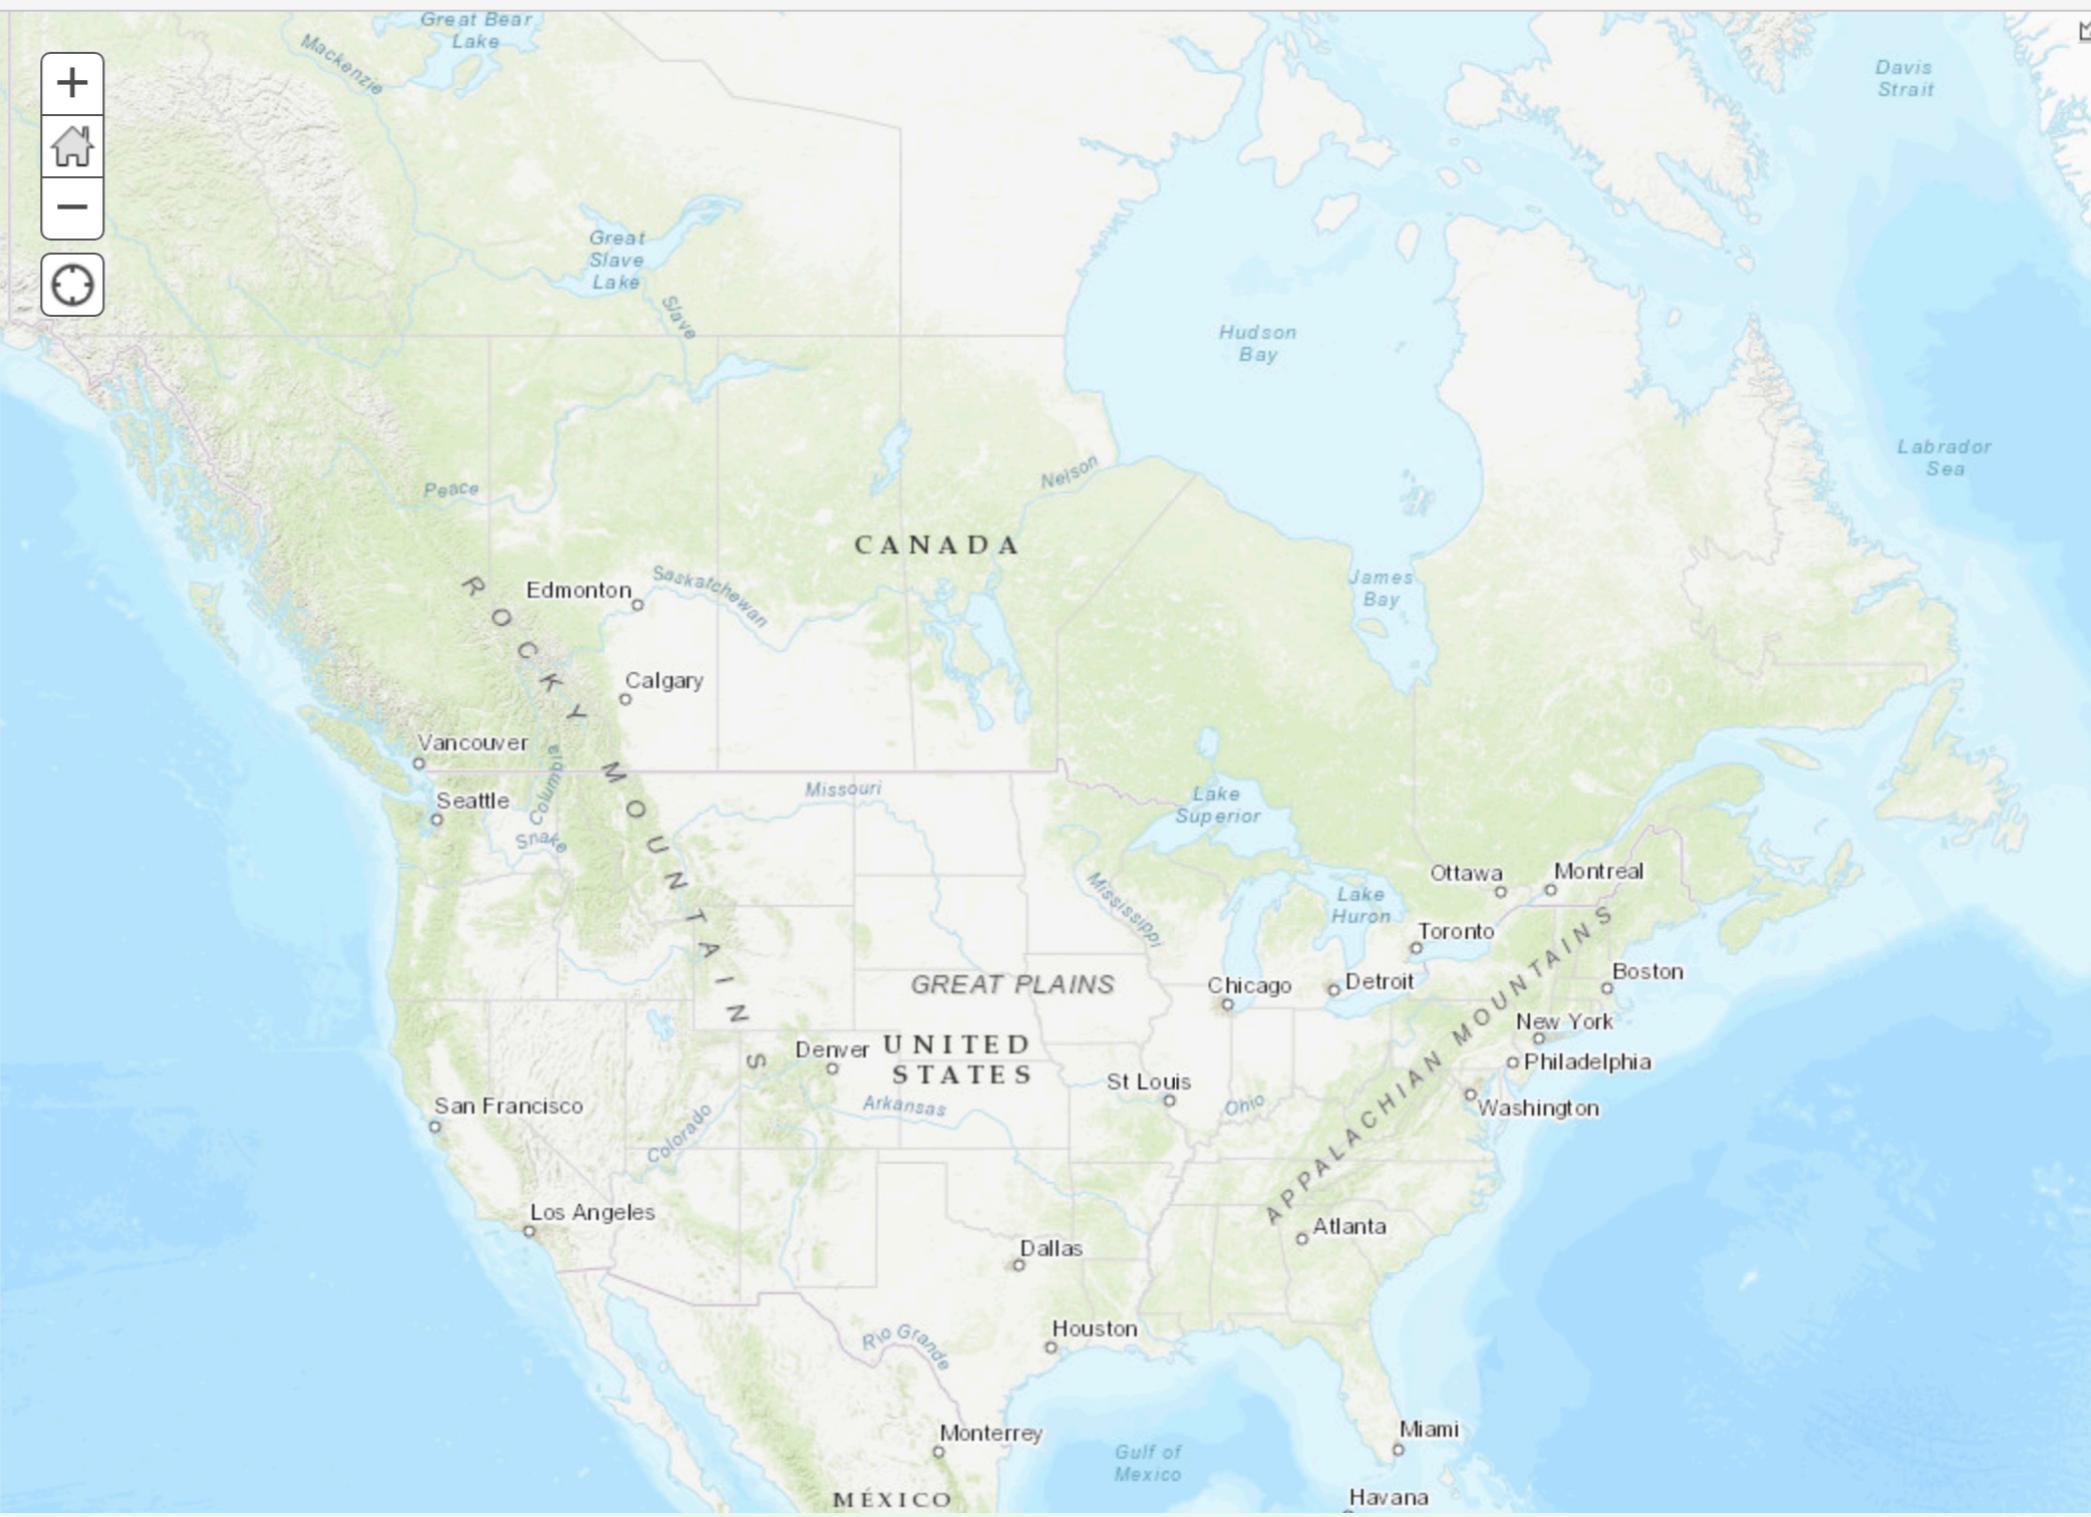 Great Bear
Lake
Mackenzie
Davis
Strait
+
−
Great
Slave
Lake
Slave
Hudson
Bay
Labrador
Sea
Nelson
Peace
CANADA
James
Bay
Edmonton
Saskatchewan
ROCKY MOUNTAINS
Calgary
Vancouver
Columbia
Seattle
Snake
Missouri
Lake
Superior
Mississippi
Lake
Huron
Ottawa
Montreal
Toronto
GREAT PLAINS
Chicago
Detroit
Boston
APPALACHIAN MOUNTAINS
New York
Denver
UNITED
STATES
Philadelphia
St Louis
Arkansas
Ohio
Washington
San Francisco
Colorado
Los Angeles
Atlanta
Dallas
Houston
Rio Grande
Monterrey
Miami
Gulf of
Mexico
MÉXICO
Havana